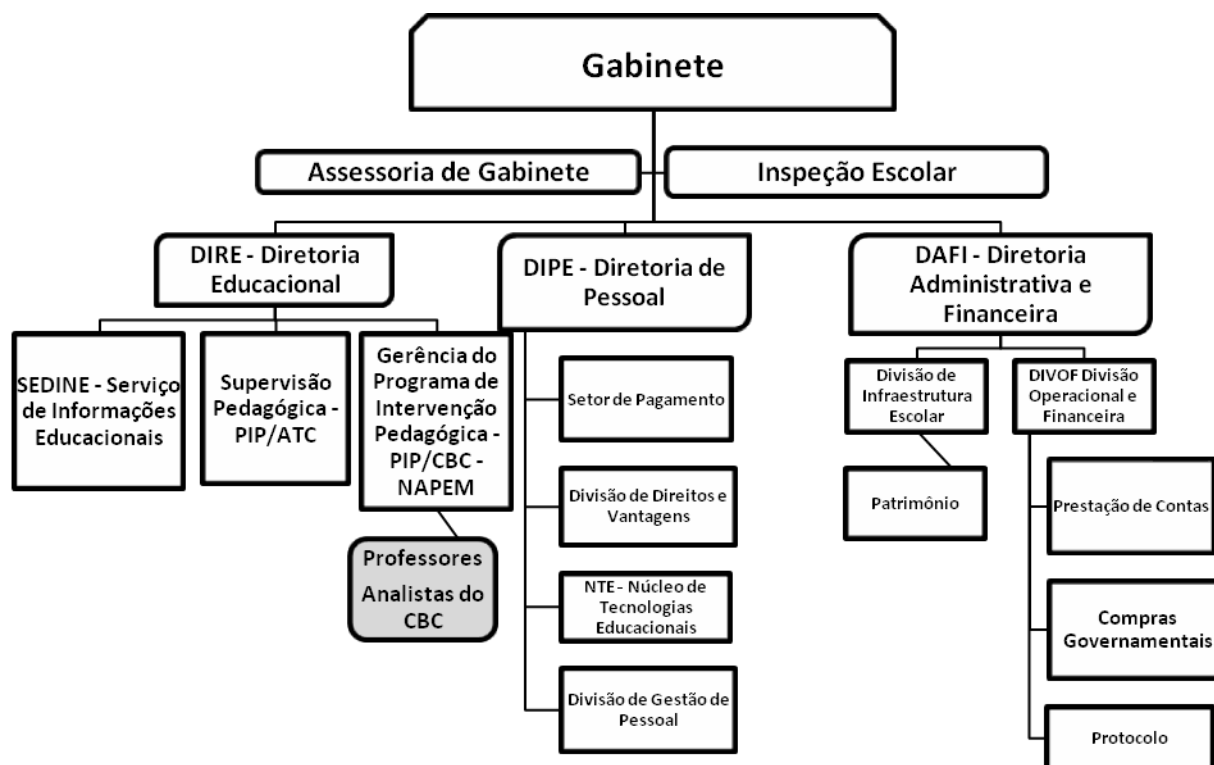 Gabinete
Assessoria de Gabinete
Inspeção Escolar
DIRE - Diretoria
Educacional
DIPE - Diretoria de
Pessoal
DAFI - Diretoria
Administrativa e
Financeira
SEDINE - Serviço
de Informações
Educacionais
Supervisão
Pedagógica -
PIP/ATC
Gerência do
Programa de
Intervenção
Pedagógica -
PIP/CBC -
NAPEM
Professores
Analistas do
CBC
Setor de Pagamento
Divisão de Direitos e
Vantagens
NTE - Núcleo de
Tecnologias
Educacionais
Divisão de Gestão de
Pessoal
Divisão de
Infraestrutura
Escolar
Patrimônio
DIVOF Divisão
Operacional e
Financeira
Prestação de Contas
Compras
Governamentais
Protocolo